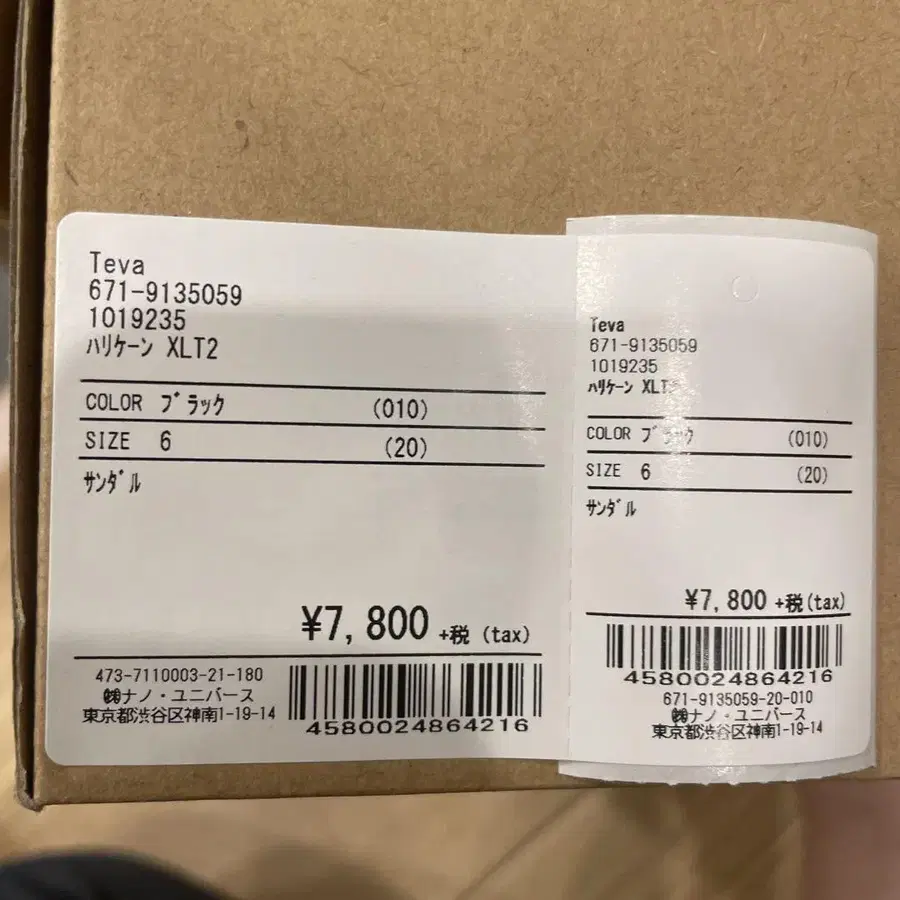 Teva
671-9135059
1019235
ﾊﾘｹｰﾝ XLT2
COLOR ﾌﾞﾗｯｸ (010)
SIZE 6 (20)
ｻﾝﾀﾞﾙ
¥7,800 +税 (tax)
473-7110003-21-180
㈱ナノ・ユニバース
東京都渋谷区神南1-19-14
4580024864216
Teva
671-9135059
1019235
ﾊﾘｹｰﾝ
COLOR ﾌﾞﾗｯｸ (010)
SIZE 6 (20)
ｻﾝﾀﾞﾙ
¥7,800 +税(tax)
4580024864216
671-9135059-20-010
㈱ナノ・ユニバース
東京都渋谷区神南1-19-14